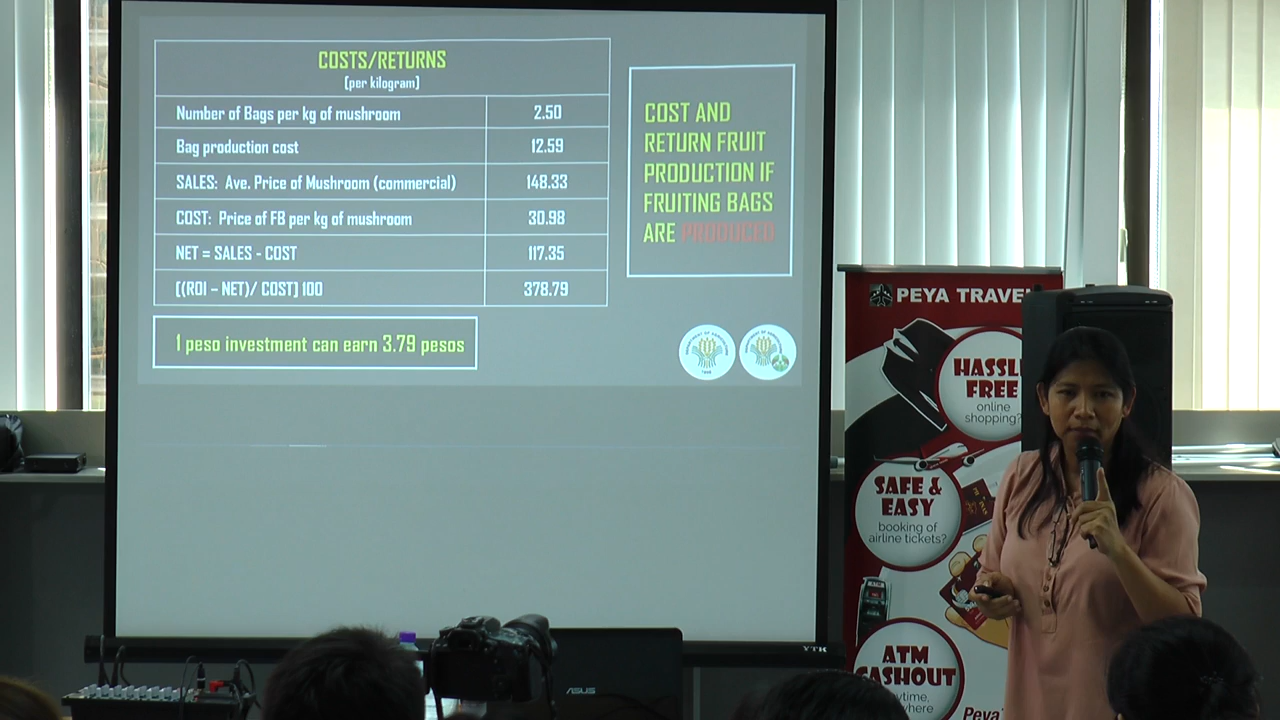 COSTS/RETURNS
[per kilogram]
Number of Bags per kg of mushroom 2.50
Bag production cost 12.59
SALES: Ave. Price of Mushroom (commercial) 148.33
COST: Price of FB per kg of mushroom 30.98
NET = SALES - COST 117.35
[(ROI – NET)/ COST] 100 378.79
1 peso investment can earn 3.79 pesos
COST AND
RETURN FRUIT
PRODUCTION IF
FRUITING BAGS
ARE PRODUCED
PEYA TRAVEL
HASSLE
FREE
online
shopping?
SAFE &
EASY
booking of
airline tickets?
ATM
CASHOUT
Peya
ASUS
YTK